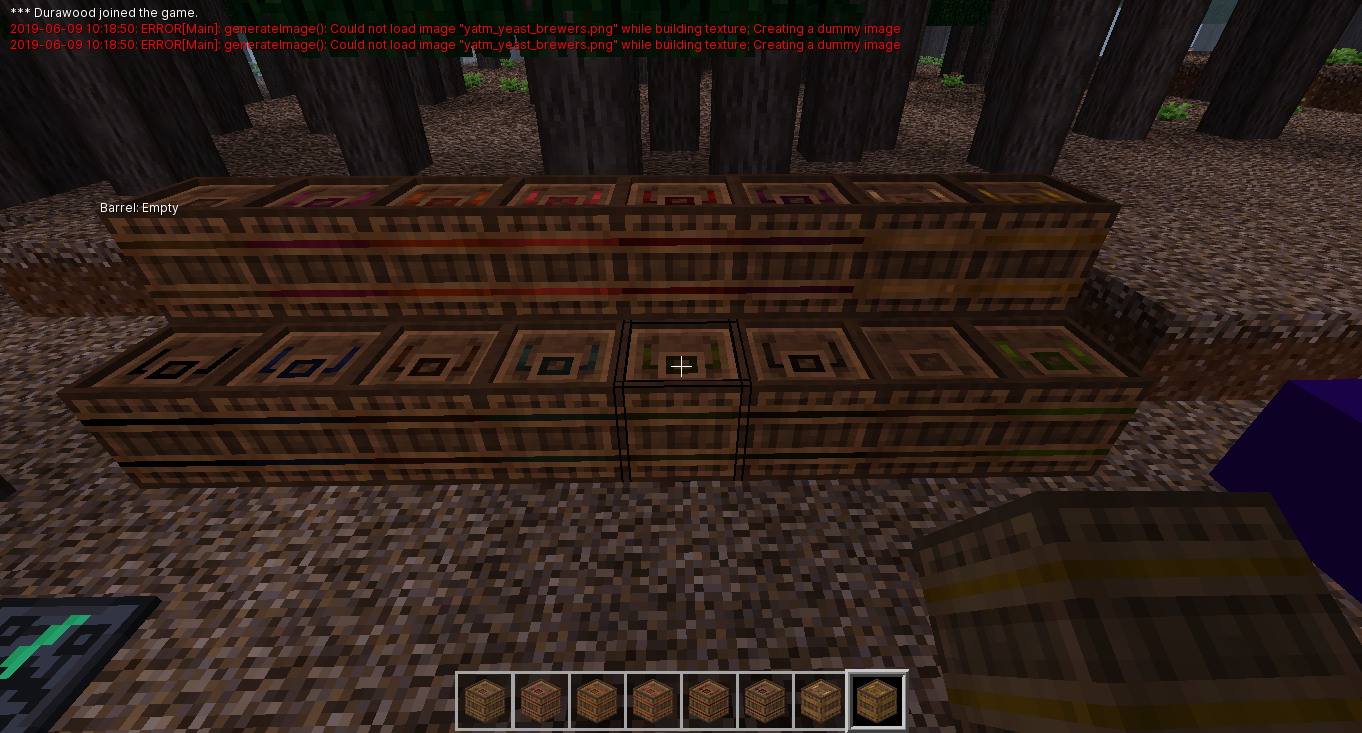 *** Durawood joined the game.
2019-06-09 10:18:50: ERROR[Main]: generateImage(): Could not load image "yatm_yeast_brewers.png" while building texture; Creating a dummy image
2019-06-09 10:18:50: ERROR[Main]: generateImage(): Could not load image "yatm_yeast_brewers.png" while building texture; Creating a dummy image
Barrel: Empty